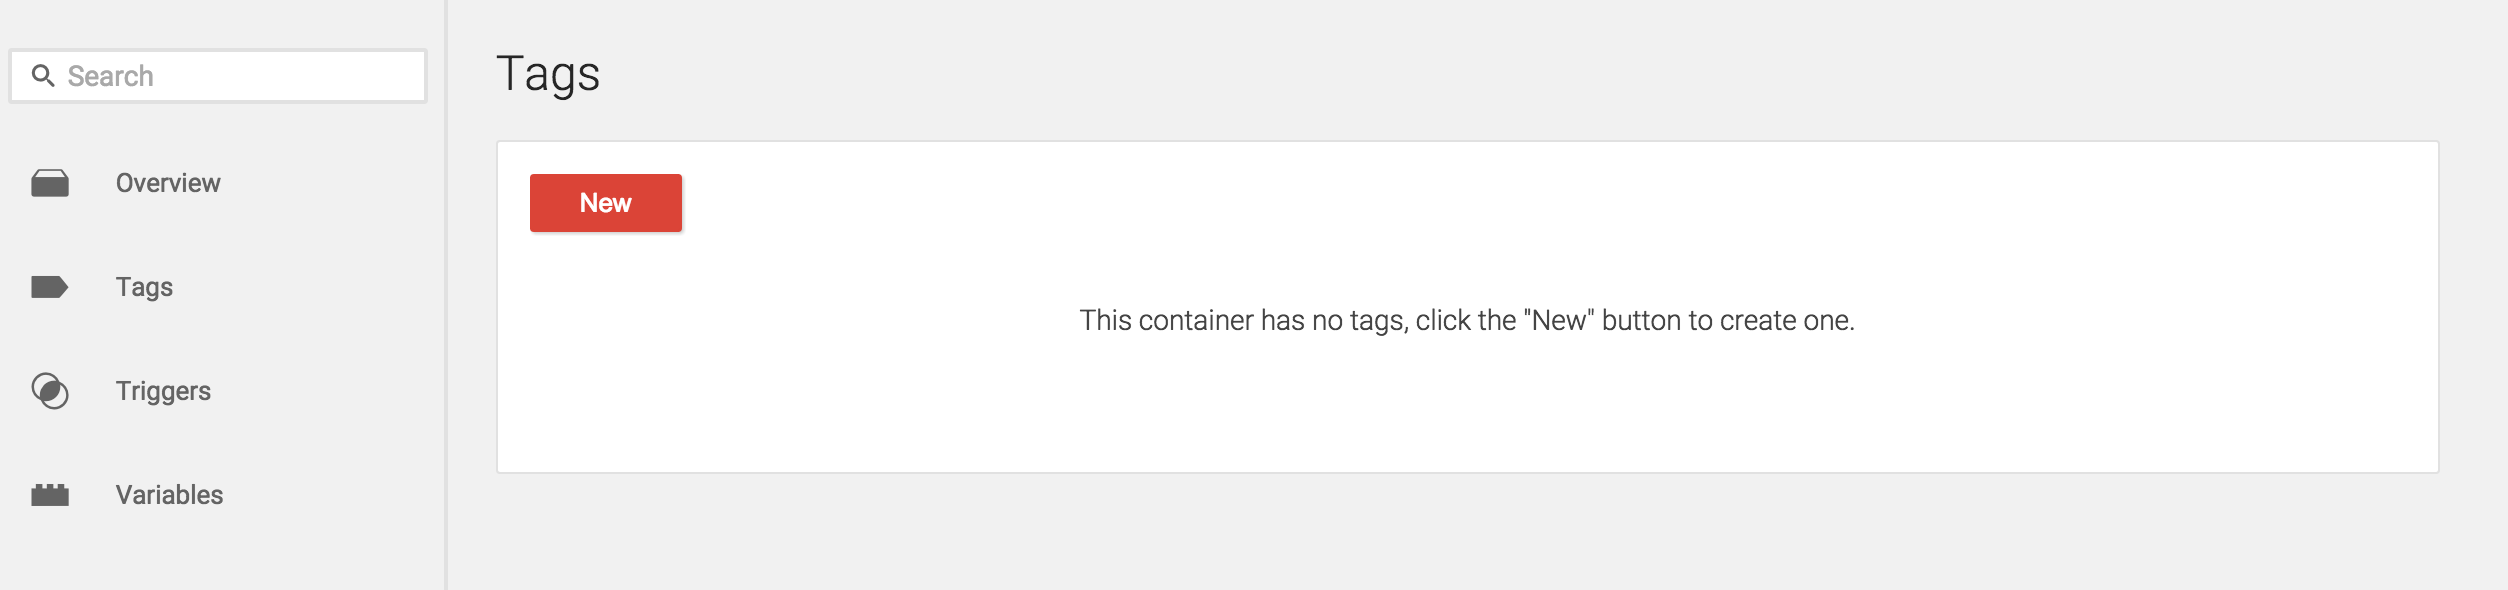 Search
Overview
Tags
Triggers
Variables
Tags
New
This container has no tags, click the "New" button to create one.